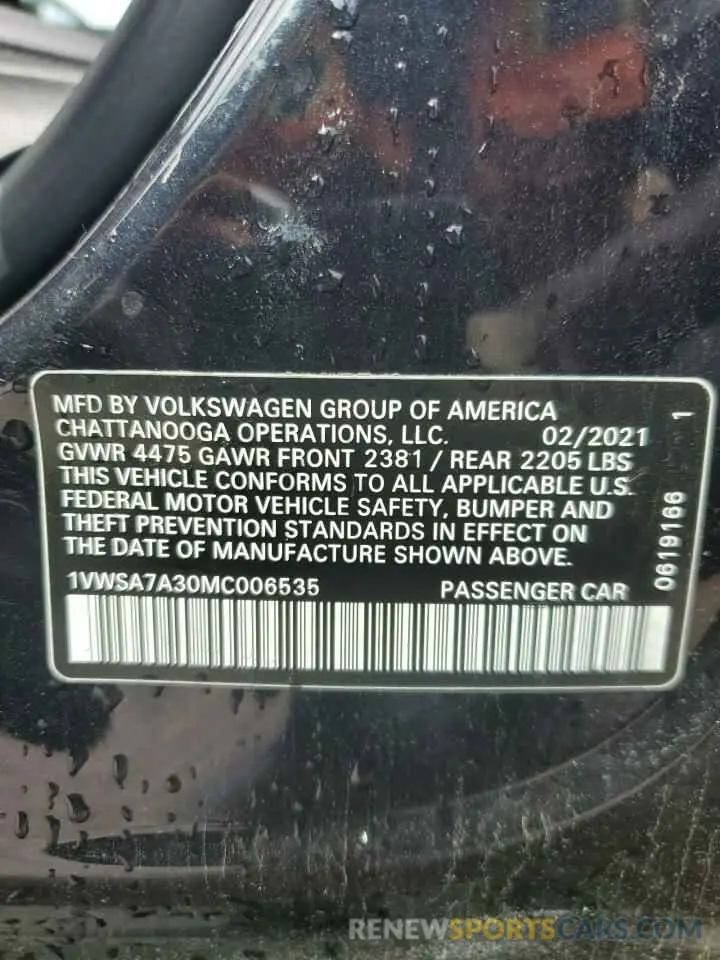 MFD BY VOLKSWAGEN GROUP OF AMERICA
CHATTANOOGA OPERATIONS, LLC. 02/2021
GVWR 4475 GAWR FRONT 2381 / REAR 2205 LBS
THIS VEHICLE CONFORMS TO ALL APPLICABLE U.S.
FEDERAL MOTOR VEHICLE SAFETY, BUMPER AND
THEFT PREVENTION STANDARDS IN EFFECT ON
THE DATE OF MANUFACTURE SHOWN ABOVE.
1VWSA7A30MC006535 PASSENGER CAR
0619166 1
RENEWSPORTSCARS.COM